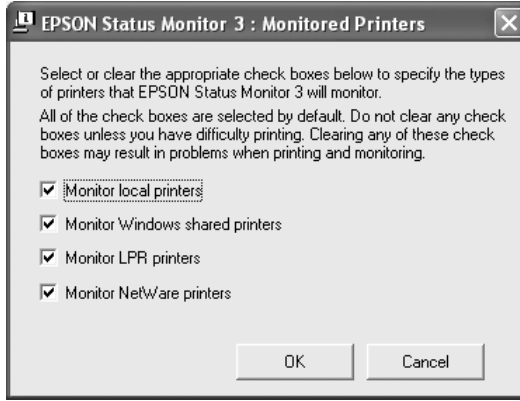 EPSON Status Monitor 3 : Monitored Printers
Select or clear the appropriate check boxes below to specify the types
of printers that EPSON Status Monitor 3 will monitor.
All of the check boxes are selected by default. Do not clear any check
boxes unless you have difficulty printing. Clearing any of these check
boxes may result in problems when printing and monitoring.
Monitor local printers
Monitor Windows shared printers
Monitor LPR printers
Monitor NetWare printers
OK Cancel